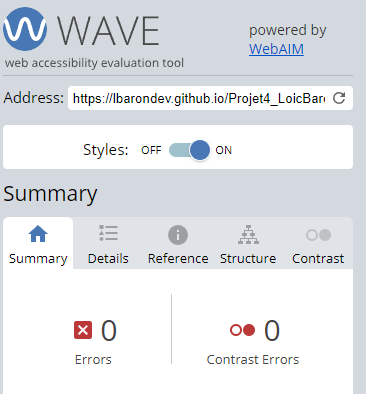 WAVE
web accessibility evaluation tool
powered by
WebAIM
Address: https://lbarondev.github.io/Projet4_LoicBar
Styles: OFF ON
Summary
Summary Details Reference Structure Contrast
0 0
Errors Contrast Errors